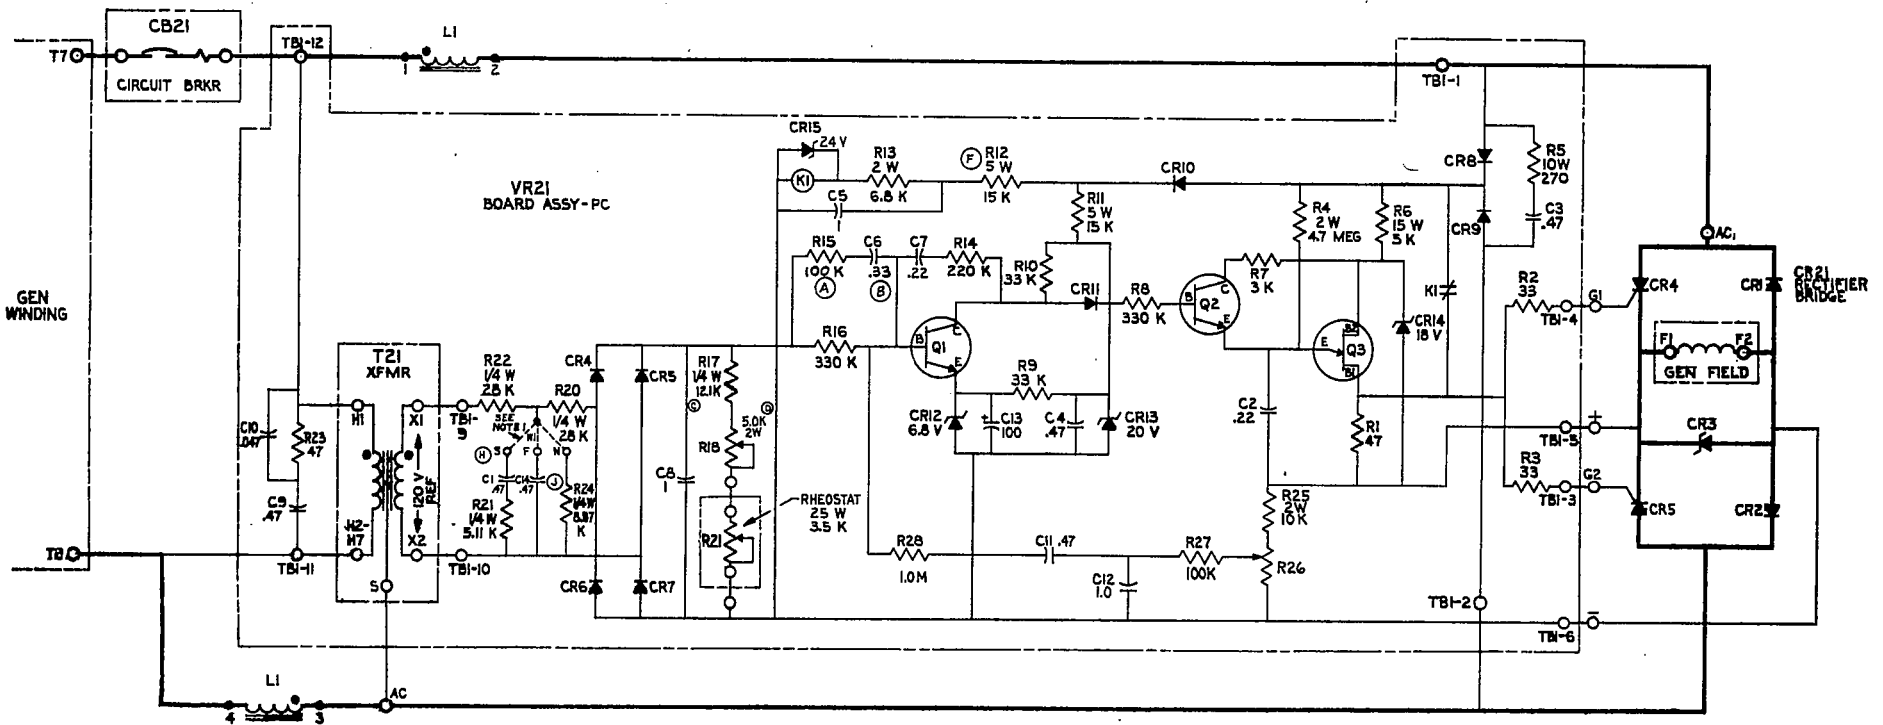 T7
CB21
CIRCUIT BRKR
TB1-12
L1
1
2
TB1-1
VR21
BOARD ASSY-PC
CR15
24 V
K1
R13
2 W
6.8 K
F
R12
5 W
15 K
CR10
C5
1
R11
5 W
15 K
R4
2 W
4.7 MEG
R6
15 W
5 K
CR8
CR9
R5
10W
270
C3
.47
AC1
R15
100 K
A
C6
.33
B
C7
.22
R14
220K
R10
33 K
CR11
R8
330 K
B
C
E
Q2
R7
3 K
K1
CR14
18 V
E
B2
Q3
B1
R2
33
TB1-4
G1
CR4
CR1
CR21
RECTIFIER
BRIDGE
F1
F2
GEN FIELD
GEN
WINDING
T21
XFMR
H1
X1
H2-
H7
X2
120 V
REF
S
TB1-
9
TB1-10
TB1-11
C10
.047
R23
47
C9
.47
R22
1/4 W
28 K
SEE
NOTE 1
W1
R20
1/4 W
28 K
H
S
F
N
C1
.47
C14
.47
J
R21
1/4 W
5.11 K
R24
1/4W
K
CR4
CR5
CR6
CR7
C8
1
R17
1/4 W
12.1K
5.0K
2W
R18
RHEOSTAT
25 W
3.5 K
R21
R16
330 K
B
C
E
Q1
R9
33 K
CR12
6.8 V
+
C13
100
C4
.47
CR13
20 V
C2
.22
R1
47
TB1-5
+
CR3
R3
33
TB1-3
G2
CR5
CR2
R25
2W
10K
R28
1.0M
C11 .47
C12
1.0
R27
100K
R26
TB1-2
TB1-6
–
L1
4
3
AC